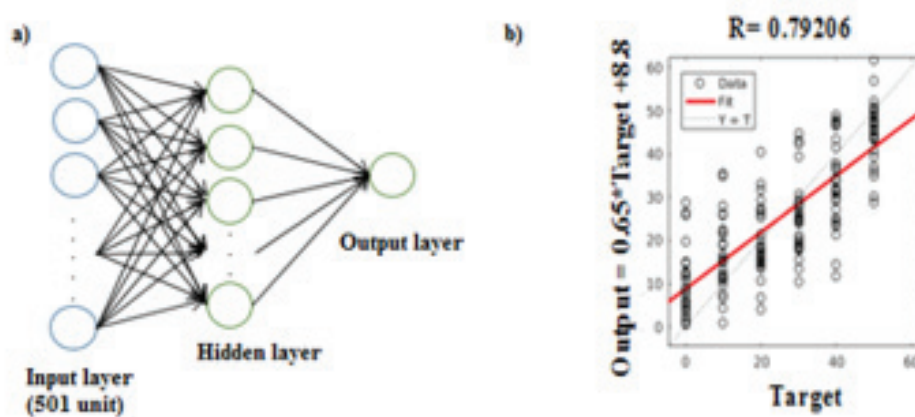 a)
Input layer
(501 unit)
Hidden layer
Output layer
b)
R= 0.79206
Output = 0.65*Target +8.8
Data
Fit
Y = T
60
50
40
30
20
10
0
0
20
40
60
Target